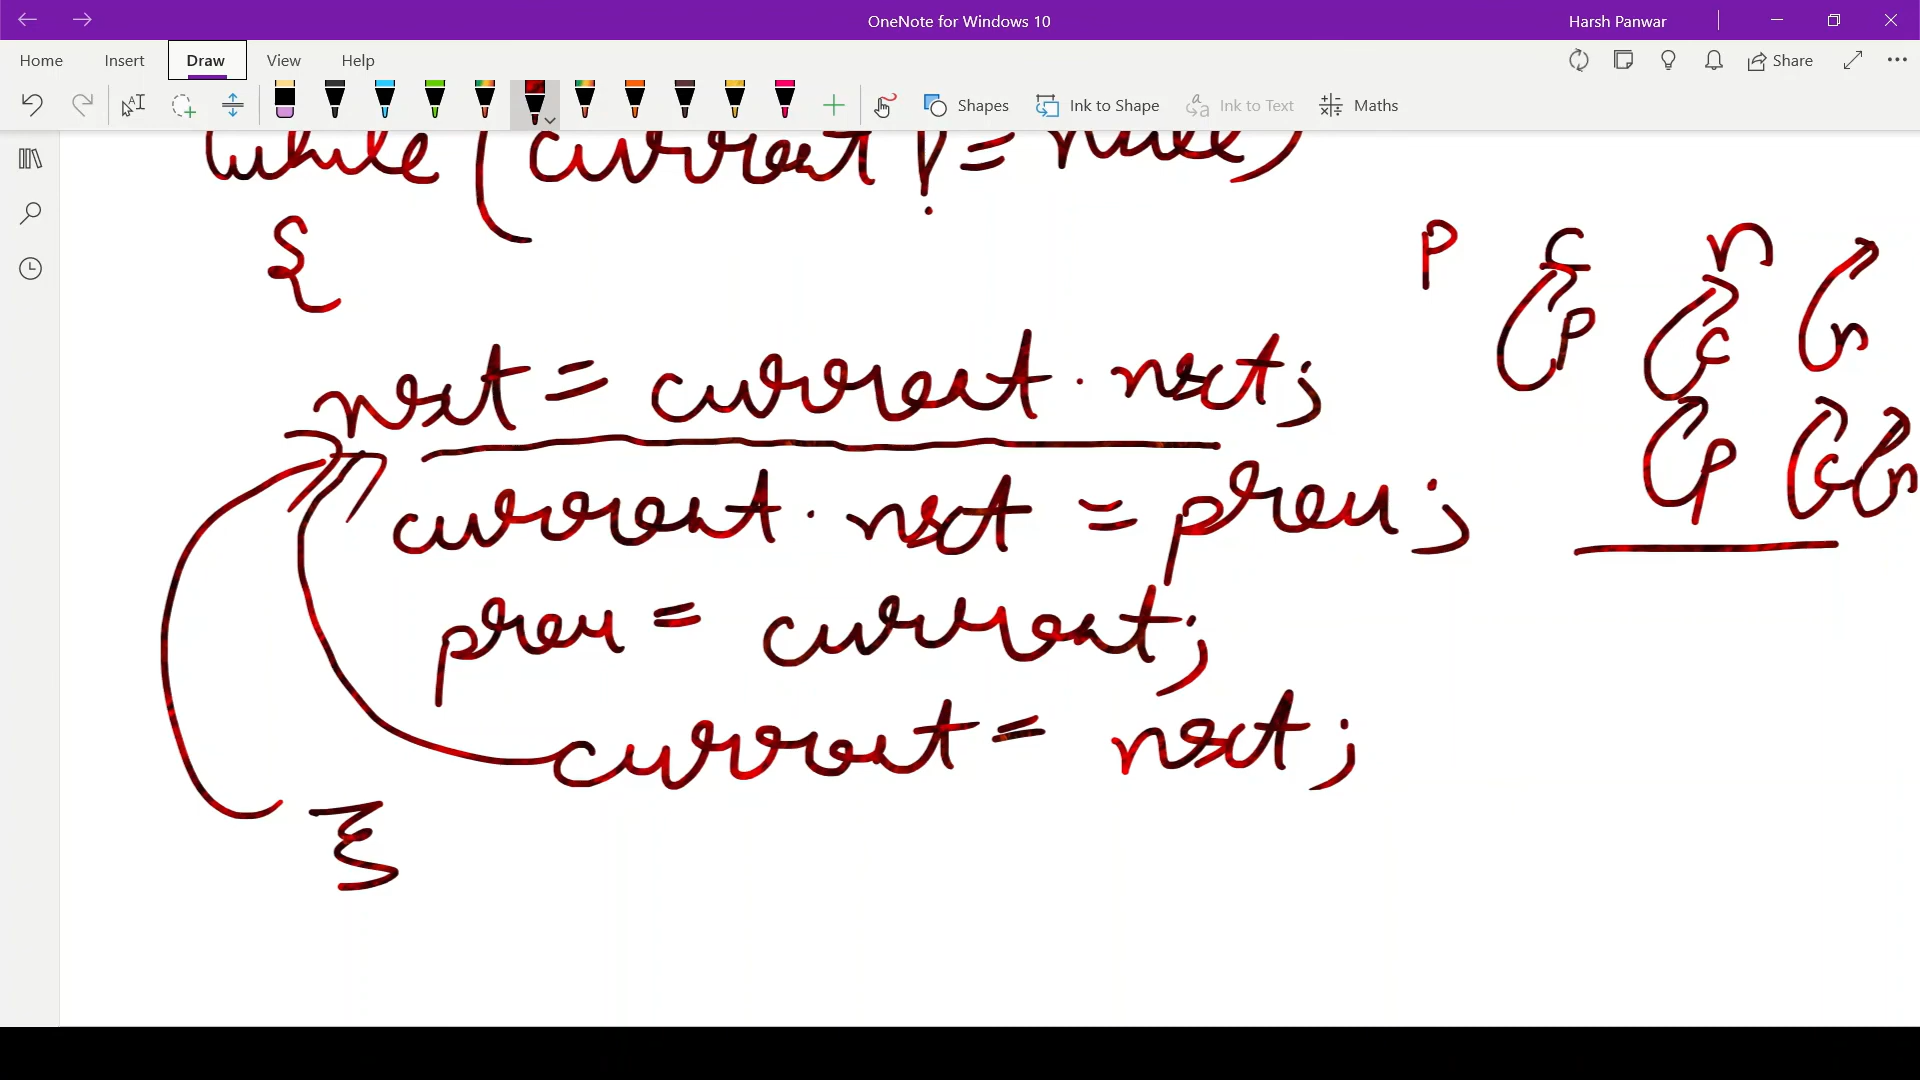 OneNote for Windows 10
Harsh Panwar
Home Insert Draw View Help
Share
Shapes Ink to Shape Ink to Text Maths
while (current != null)
{
next = current.next;
current.next = prev;
prev = current;
current = next;
}
P C n
P C n
P C n